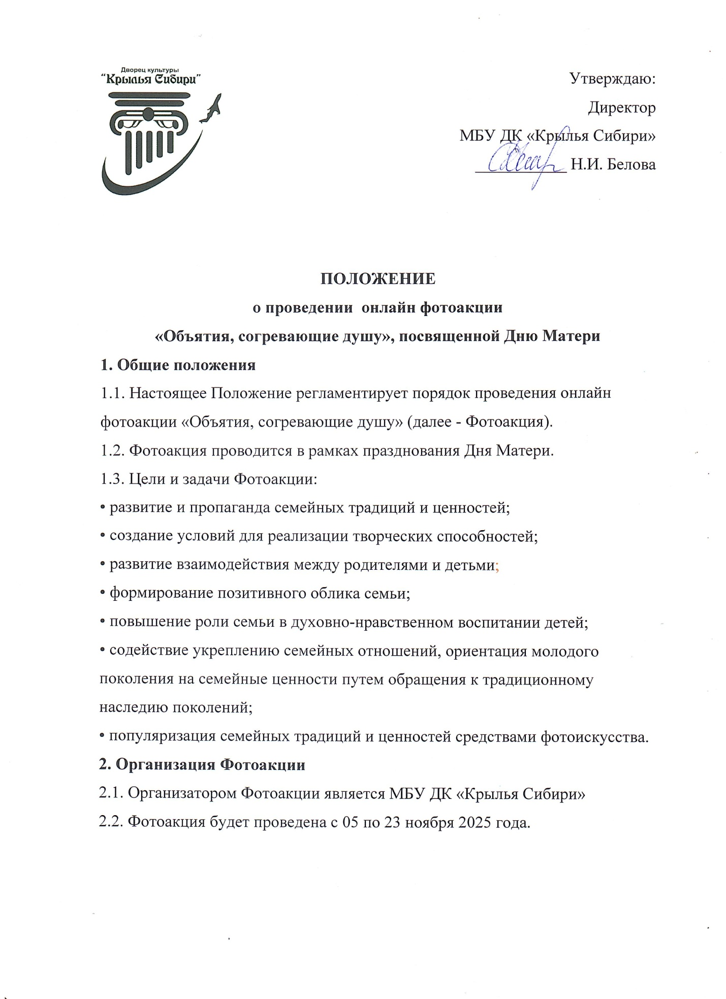 Дворец культуры
"Крылья Сибири"
Утверждаю:
Директор
МБУ ДК «Крылья Сибири»
____________ Н.И. Белова
ПОЛОЖЕНИЕ
о проведении онлайн фотоакции
«Объятия, согревающие душу», посвященной Дню Матери
1. Общие положения
1.1. Настоящее Положение регламентирует порядок проведения онлайн
фотоакции «Объятия, согревающие душу» (далее - Фотоакция).
1.2. Фотоакция проводится в рамках празднования Дня Матери.
1.3. Цели и задачи Фотоакции:
• развитие и пропаганда семейных традиций и ценностей;
• создание условий для реализации творческих способностей;
• развитие взаимодействия между родителями и детьми;
• формирование позитивного облика семьи;
• повышение роли семьи в духовно-нравственном воспитании детей;
• содействие укреплению семейных отношений, ориентация молодого
поколения на семейные ценности путем обращения к традиционному
наследию поколений;
• популяризация семейных традиций и ценностей средствами фотоискусства.
2. Организация Фотоакции
2.1. Организатором Фотоакции является МБУ ДК «Крылья Сибири»
2.2. Фотоакция будет проведена с 05 по 23 ноября 2025 года.